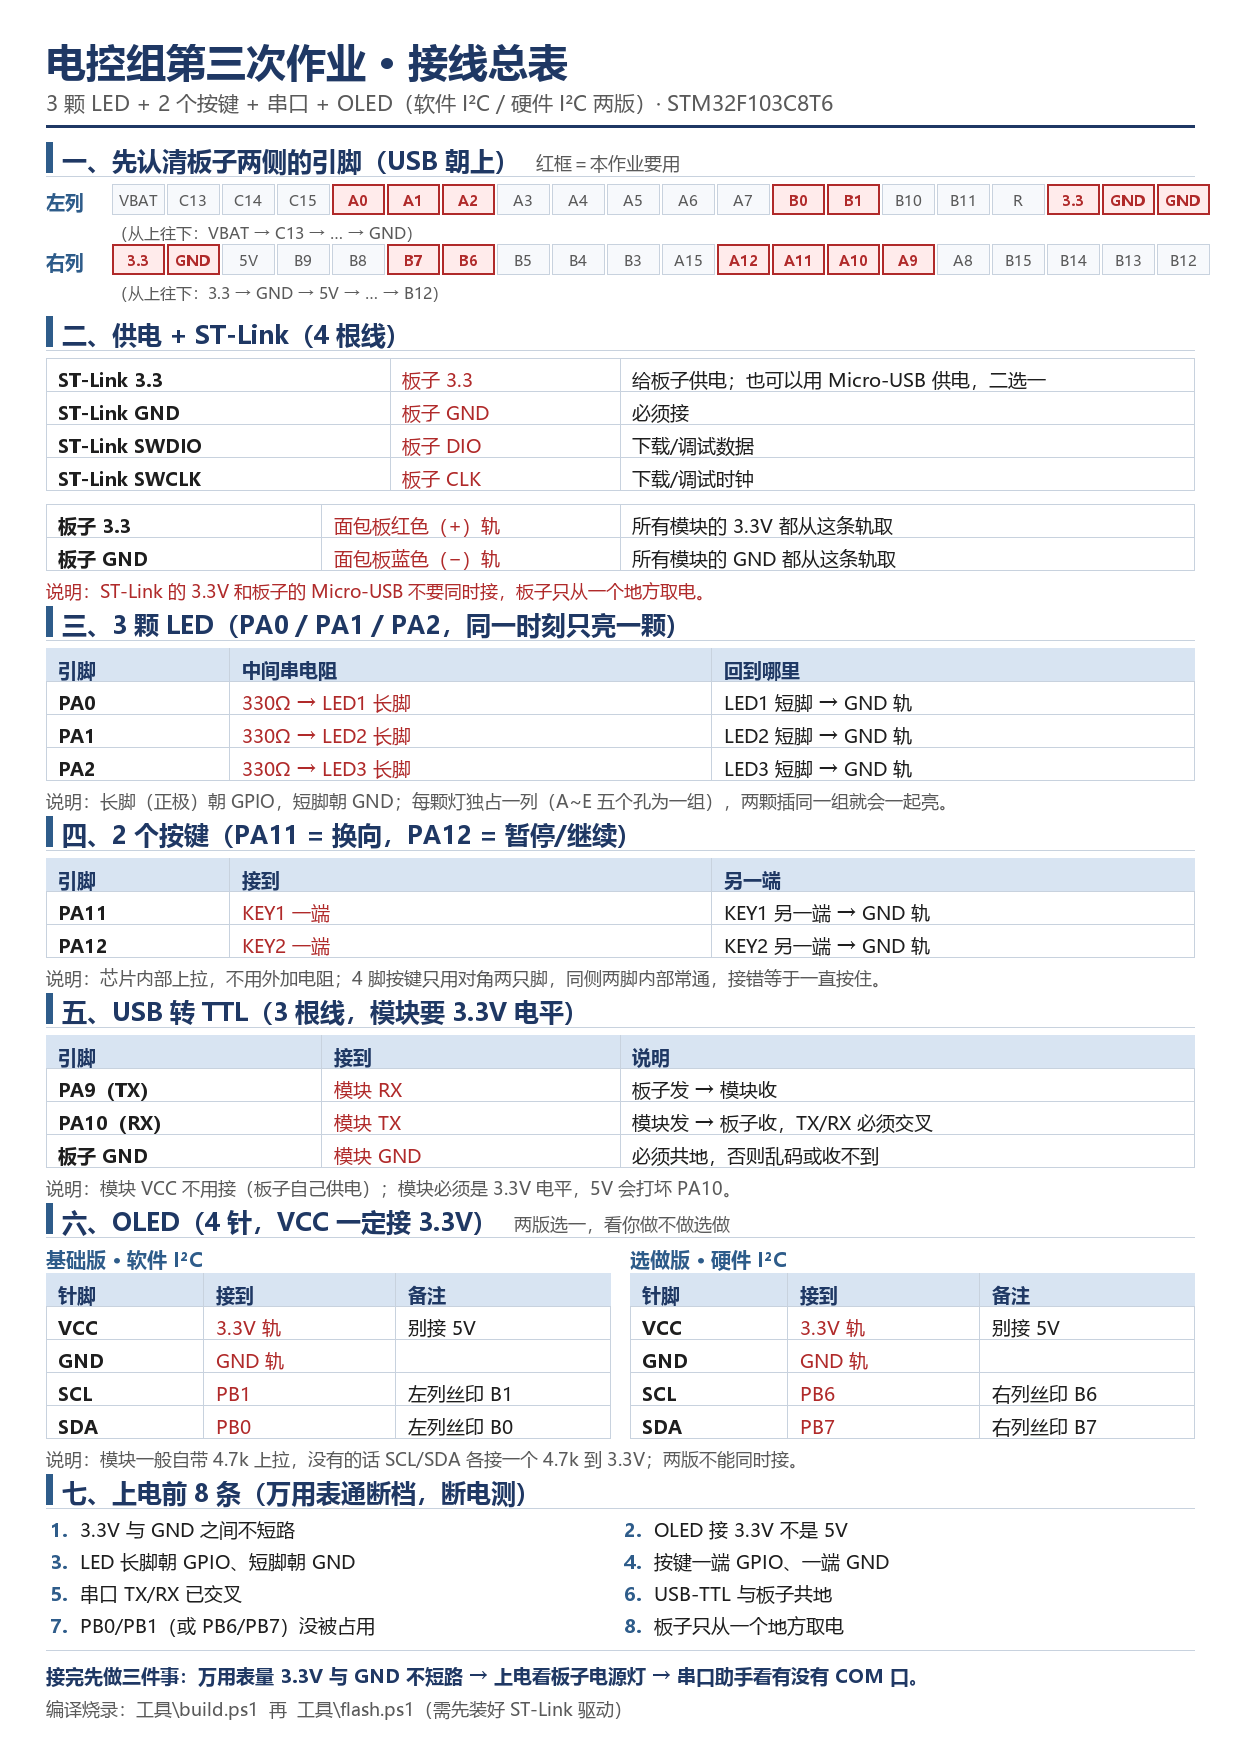 电控组第三次作业 • 接线总表
3 颗 LED + 2 个按键 + 串口 + OLED（软件 I²C / 硬件 I²C 两版）· STM32F103C8T6
一、先认清板子两侧的引脚（USB 朝上） 红框＝本作业要用
左列 VBAT C13 C14 C15 A0 A1 A2 A3 A4 A5 A6 A7 B0 B1 B10 B11 R 3.3 GND GND
（从上往下：VBAT → C13 → ... → GND）
右列 3.3 GND 5V B9 B8 B7 B6 B5 B4 B3 A15 A12 A11 A10 A9 A8 B15 B14 B13 B12
（从上往下：3.3 → GND → 5V → ... → B12）
二、供电 + ST-Link（4 根线）
ST-Link 3.3 板子 3.3 给板子供电；也可以用 Micro-USB 供电，二选一
ST-Link GND 板子 GND 必须接
ST-Link SWDIO 板子 DIO 下载/调试数据
ST-Link SWCLK 板子 CLK 下载/调试时钟
板子 3.3 面包板红色（+）轨 所有模块的 3.3V 都从这条轨取
板子 GND 面包板蓝色（−）轨 所有模块的 GND 都从这条轨取
说明：ST-Link 的 3.3V 和板子的 Micro-USB 不要同时接，板子只从一个地方取电。
三、3 颗 LED（PA0 / PA1 / PA2，同一时刻只亮一颗）
引脚 中间串电阻 回到哪里
PA0 330Ω → LED1 长脚 LED1 短脚 → GND 轨
PA1 330Ω → LED2 长脚 LED2 短脚 → GND 轨
PA2 330Ω → LED3 长脚 LED3 短脚 → GND 轨
说明：长脚（正极）朝 GPIO，短脚朝 GND；每颗灯独占一列（A~E 五个孔为一组），两颗插同一组就会一起亮。
四、2 个按键（PA11 = 换向，PA12 = 暂停/继续）
引脚 接到 另一端
PA11 KEY1 一端 KEY1 另一端 → GND 轨
PA12 KEY2 一端 KEY2 另一端 → GND 轨
说明：芯片内部上拉，不用外加电阻；4 脚按键只用对角两只脚，同侧两脚内部常通，接错等于一直按住。
五、USB 转 TTL（3 根线，模块要 3.3V 电平）
引脚 接到 说明
PA9（TX） 模块 RX 板子发 → 模块收
PA10（RX） 模块 TX 模块发 → 板子收，TX/RX 必须交叉
板子 GND 模块 GND 必须共地，否则乱码或收不到
说明：模块 VCC 不用接（板子自己供电）；模块必须是 3.3V 电平，5V 会打坏 PA10。
六、OLED（4 针，VCC 一定接 3.3V） 两版选一，看你做不做选做
基础版 • 软件 I²C
针脚 接到 备注
VCC 3.3V 轨 别接 5V
GND GND 轨
SCL PB1 左列丝印 B1
SDA PB0 左列丝印 B0
选做版 • 硬件 I²C
针脚 接到 备注
VCC 3.3V 轨 别接 5V
GND GND 轨
SCL PB6 右列丝印 B6
SDA PB7 右列丝印 B7
说明：模块一般自带 4.7k 上拉，没有的话 SCL/SDA 各接一个 4.7k 到 3.3V；两版不能同时接。
七、上电前 8 条（万用表通断档，断电测）
1. 3.3V 与 GND 之间不短路
2. OLED 接 3.3V 不是 5V
3. LED 长脚朝 GPIO、短脚朝 GND
4. 按键一端 GPIO、一端 GND
5. 串口 TX/RX 已交叉
6. USB-TTL 与板子共地
7. PB0/PB1（或 PB6/PB7）没被占用
8. 板子只从一个地方取电
接完先做三件事：万用表量 3.3V 与 GND 不短路 → 上电看板子电源灯 → 串口助手看有没有 COM 口。
编译烧录：工具\build.ps1 再 工具\flash.ps1（需先装好 ST-Link 驱动）